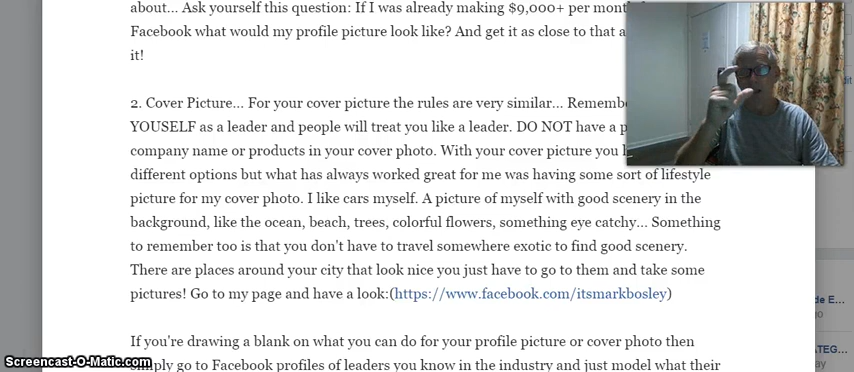 about... Ask yourself this question: If I was already making $9,000+ per month
Facebook what would my profile picture look like? And get it as close to that a
it!
2. Cover Picture... For your cover picture the rules are very similar... Rememb
YOUSELF as a leader and people will treat you like a leader. DO NOT have a p
company name or products in your cover photo. With your cover picture you
different options but what has always worked great for me was having some sort of lifestyle
picture for my cover photo. I like cars myself. A picture of myself with good scenery in the
background, like the ocean, beach, trees, colorful flowers, something eye catchy... Something
to remember too is that you don't have to travel somewhere exotic to find good scenery.
There are places around your city that look nice you just have to go to them and take some
pictures! Go to my page and have a look:(https://www.facebook.com/itsmarkbosley)
If you're drawing a blank on what you can do for your profile picture or cover photo then
simply go to Facebook profiles of leaders you know in the industry and just model what their
Screencast-O-Matic.com